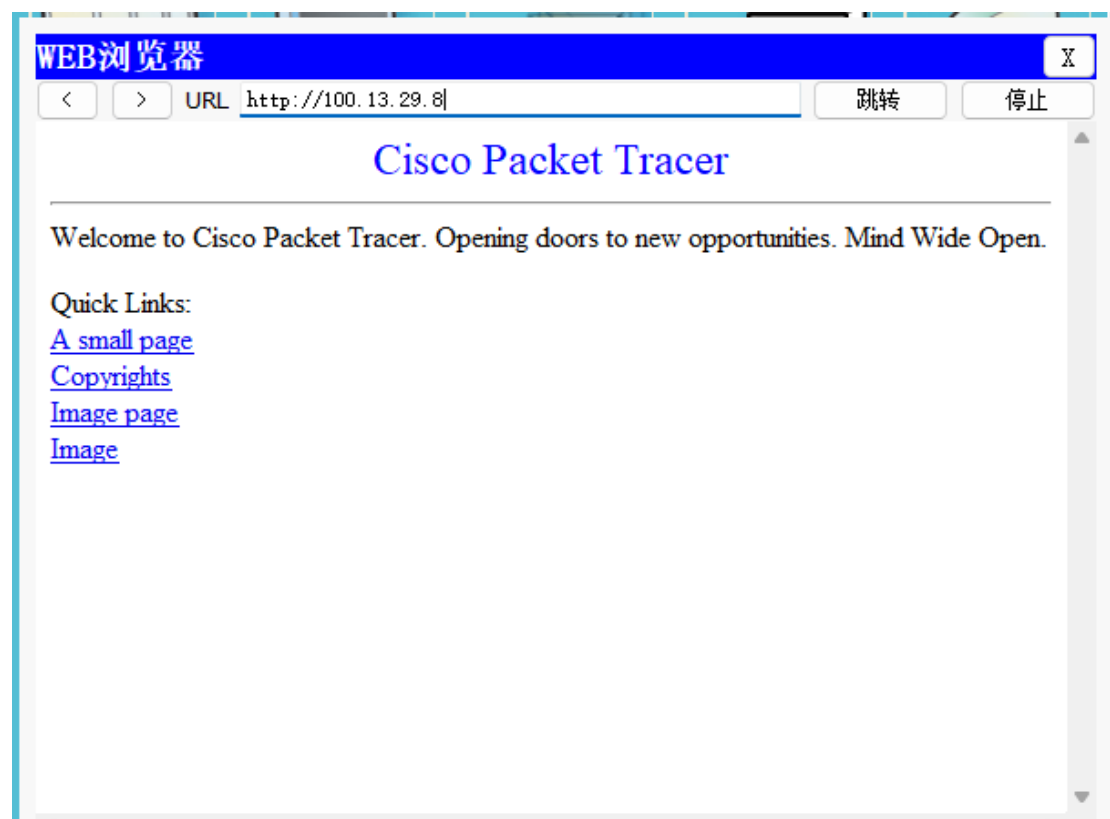 WEB浏览器 X
< > URL http://100.13.29.8 跳转 停止
Cisco Packet Tracer
Welcome to Cisco Packet Tracer. Opening doors to new opportunities. Mind Wide Open.
Quick Links:
A small page
Copyrights
Image page
Image